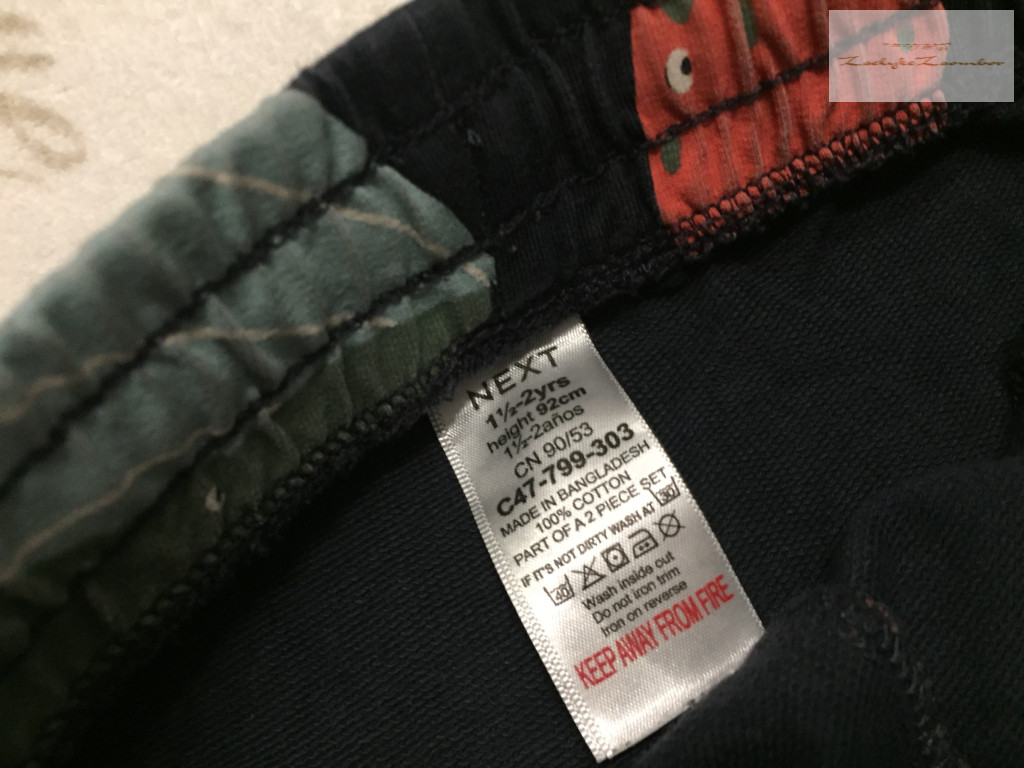 NEXT
1½-2yrs
height 92cm
1½-2años
CN 90/53
C47-799-303
MADE IN BANGLADESH
100% COTTON
PART OF A 2 PIECE SET
IF IT'S NOT DIRTY WASH AT 30
40
Wash inside out
Do not iron trim
Iron on reverse
KEEP AWAY FROM FIRE